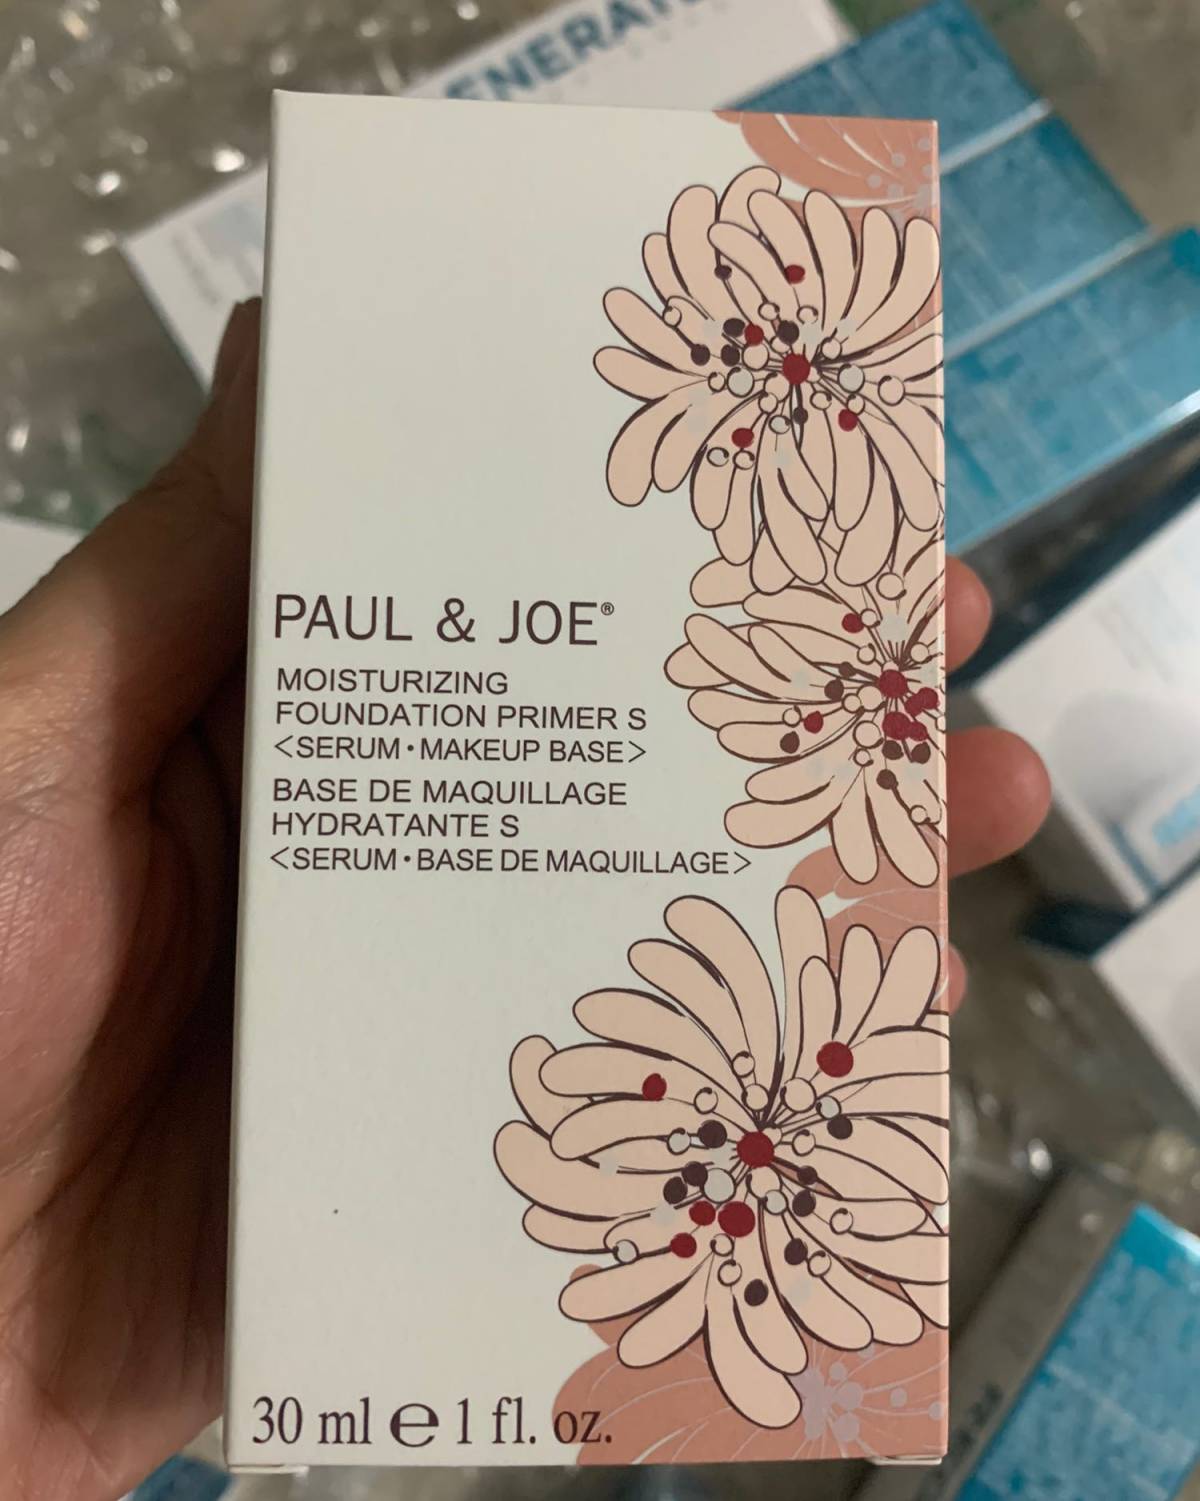 PAUL & JOE®
MOISTURIZING
FOUNDATION PRIMER S
<SERUM・MAKEUP BASE>
BASE DE MAQUILLAGE
HYDRATANTE S
<SERUM・BASE DE MAQUILLAGE>
30 ml ℮ 1 fl. oz.